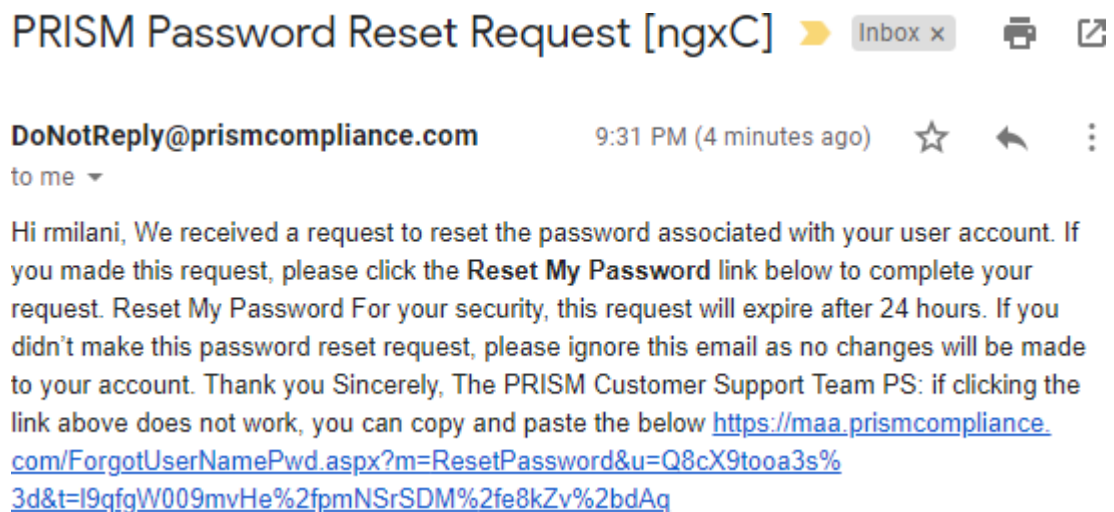 PRISM Password Reset Request [ngxC] Inbox ×
DoNotReply@prismcompliance.com 9:31 PM (4 minutes ago)
to me
Hi rmilani, We received a request to reset the password associated with your user account. If
you made this request, please click the Reset My Password link below to complete your
request. Reset My Password For your security, this request will expire after 24 hours. If you
didn’t make this password reset request, please ignore this email as no changes will be made
to your account. Thank you Sincerely, The PRISM Customer Support Team PS: if clicking the
link above does not work, you can copy and paste the below https://maa.prismcompliance.
com/ForgotUserNamePwd.aspx?m=ResetPassword&u=Q8cX9tooa3s%
3d&t=I9qfgW009mvHe%2fpmNSrSDM%2fe8kZv%2bdAq